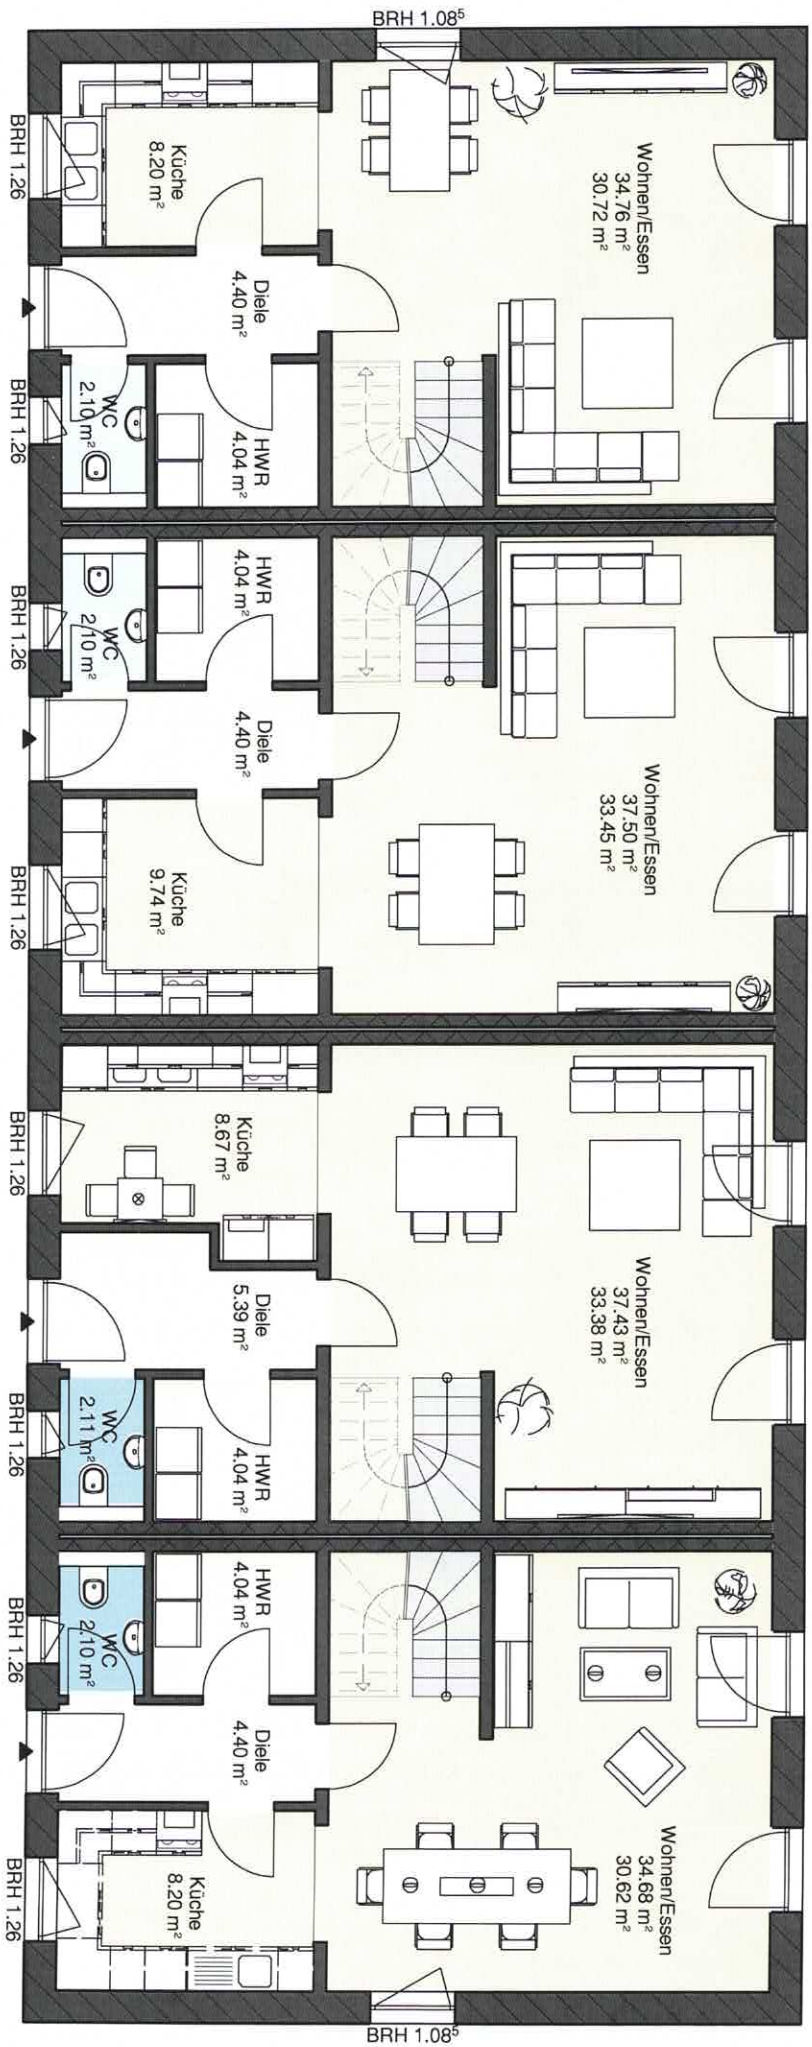 BRH 1.08⁵
Wohnen/Essen
34.76 m²
30.72 m²
Küche
8.20 m²
BRH 1.26
Diele
4.40 m²
WC
2.10 m²
BRH 1.26
HWR
4.04 m²
HWR
4.04 m²
WC
2.10 m²
BRH 1.26
Diele
4.40 m²
Wohnen/Essen
37.50 m²
33.45 m²
Küche
9.74 m²
BRH 1.26
Küche
8.67 m²
BRH 1.26
Wohnen/Essen
37.43 m²
33.38 m²
Diele
5.39 m²
WC
2.11 m²
BRH 1.26
HWR
4.04 m²
HWR
4.04 m²
WC
2.10 m²
BRH 1.26
Diele
4.40 m²
Wohnen/Essen
34.68 m²
30.62 m²
Küche
8.20 m²
BRH 1.26
BRH 1.08⁵